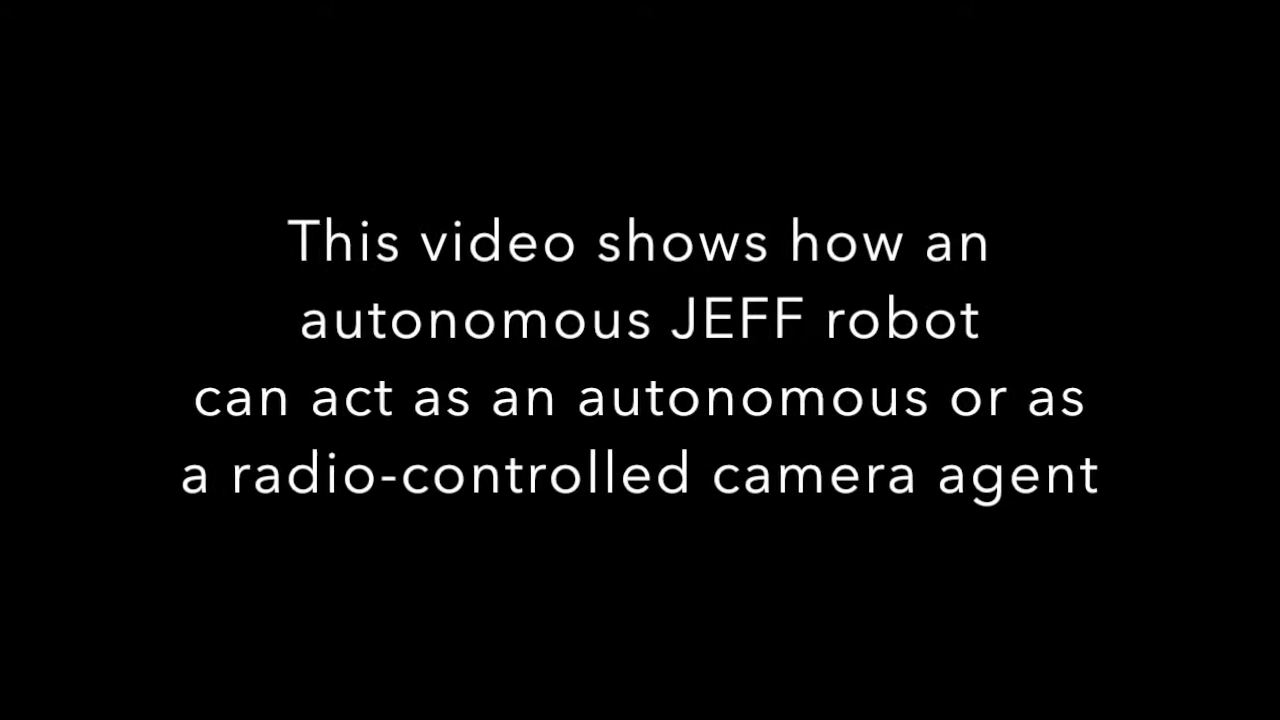 This video shows how an
autonomous JEFF robot
can act as an autonomous or as
a radio-controlled camera agent